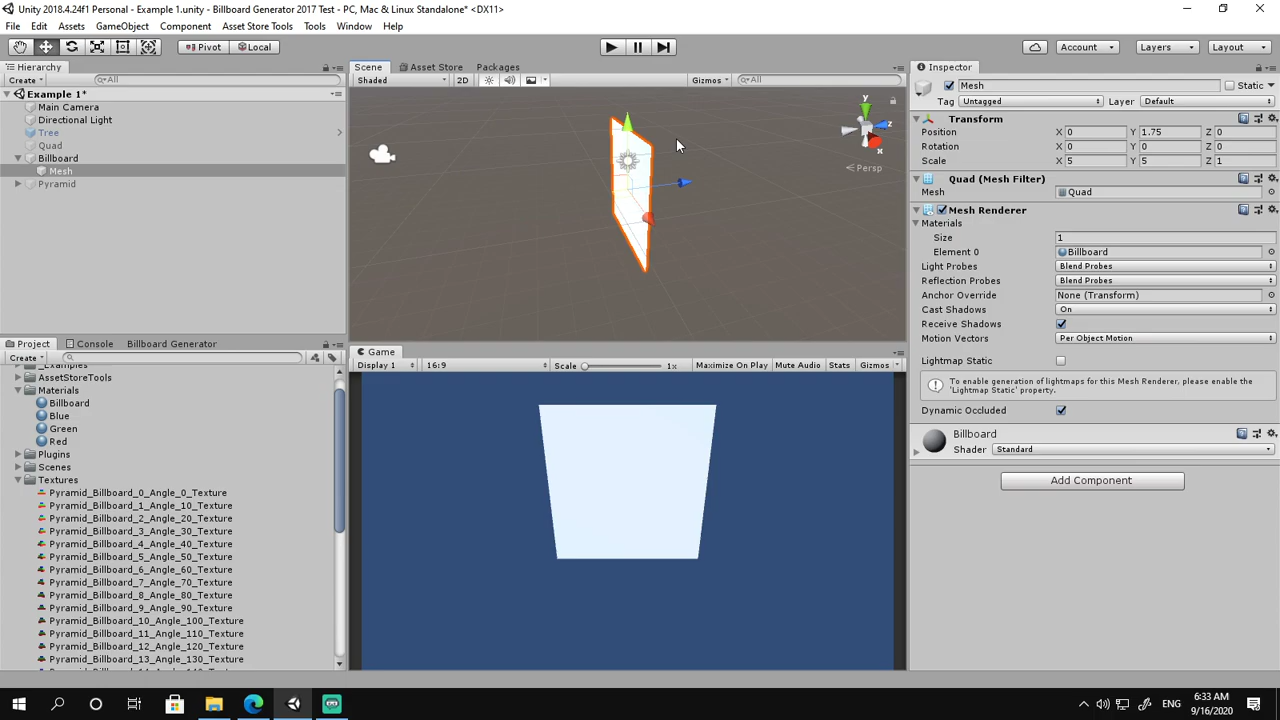 Unity 2018.4.24f1 Personal - Example 1.unity - Billboard Generator 2017 Test - PC, Mac & Linux Standalone* <DX11>
File Edit Assets GameObject Component Asset Store Tools Tools Window Help
Pivot Local Account Layers Layout
Hierarchy
Create All
Example 1*
Main Camera
Directional Light
Tree
Quad
Billboard
Mesh
Pyramid
Scene Asset Store Packages
Shaded 2D Gizmos All
y
z
x
Persp
Game
Display 1 16:9 Scale 1x Maximize On Play Mute Audio Stats Gizmos
Project Console Billboard Generator
Create
_Examples
AssetStoreTools
Materials
Billboard
Blue
Green
Red
Plugins
Scenes
Textures
Pyramid_Billboard_0_Angle_0_Texture
Pyramid_Billboard_1_Angle_10_Texture
Pyramid_Billboard_2_Angle_20_Texture
Pyramid_Billboard_3_Angle_30_Texture
Pyramid_Billboard_4_Angle_40_Texture
Pyramid_Billboard_5_Angle_50_Texture
Pyramid_Billboard_6_Angle_60_Texture
Pyramid_Billboard_7_Angle_70_Texture
Pyramid_Billboard_8_Angle_80_Texture
Pyramid_Billboard_9_Angle_90_Texture
Pyramid_Billboard_10_Angle_100_Texture
Pyramid_Billboard_11_Angle_110_Texture
Pyramid_Billboard_12_Angle_120_Texture
Pyramid_Billboard_13_Angle_130_Texture
Inspector
Mesh Static
Tag Untagged Layer Default
Transform
Position X 0 Y 1.75 Z 0
Rotation X 0 Y 0 Z 0
Scale X 5 Y 5 Z 1
Quad (Mesh Filter)
Mesh Quad
Mesh Renderer
Materials
Size 1
Element 0 Billboard
Light Probes Blend Probes
Reflection Probes Blend Probes
Anchor Override None (Transform)
Cast Shadows On
Receive Shadows
Motion Vectors Per Object Motion
Lightmap Static
To enable generation of lightmaps for this Mesh Renderer, please enable the
'Lightmap Static' property.
Dynamic Occluded
Billboard
Shader Standard
Add Component
ENG
6:33 AM
9/16/2020